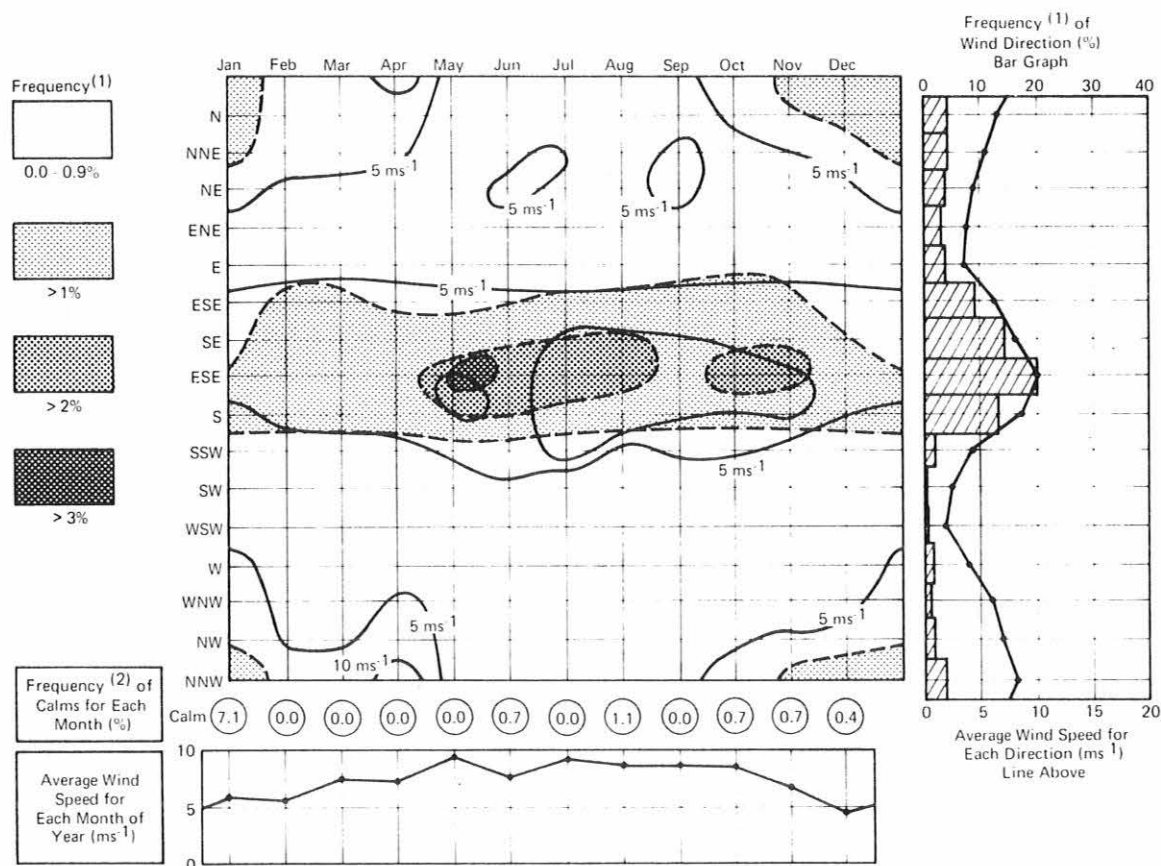 Frequency (1) of
Wind Direction (%)
Bar Graph
Jan Feb Mar Apr May Jun Jul Aug Sep Oct Nov Dec
0 10 20 30 40
Frequency(1)
0.0 - 0.9%
>1%
>2%
>3%
N
NNE
NE
ENE
E
ESE
SE
ESE
S
SSW
SW
WSW
W
WNW
NW
NNW
5 ms-1
5 ms-1
5 ms-1
5 ms-1
5 ms-1
5 ms-1
5 ms-1
5 ms-1
10 ms-1
0 5 10 15 20
Average Wind Speed for
Each Direction (ms1)
Line Above
Frequency (2) of
Calms for Each
Month (%)
Calm 7.1 0.0 0.0 0.0 0.0 0.7 0.0 1.1 0.0 0.7 0.7 0.4
Average Wind
Speed for
Each Month of
Year (ms-1)
10
5
0